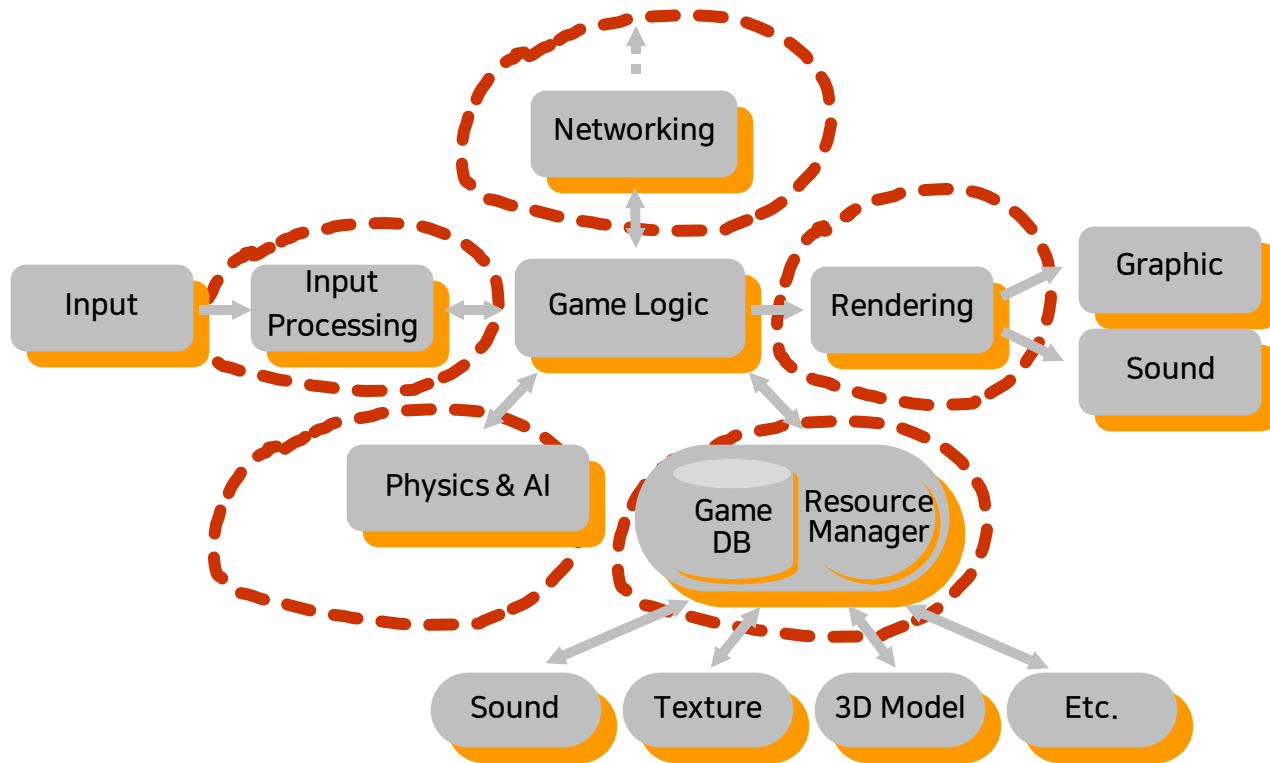 Networking
Input
Input
Processing
Game Logic
Rendering
Graphic
Sound
Physics & AI
Game
DB
Resource
Manager
Sound
Texture
3D Model
Etc.